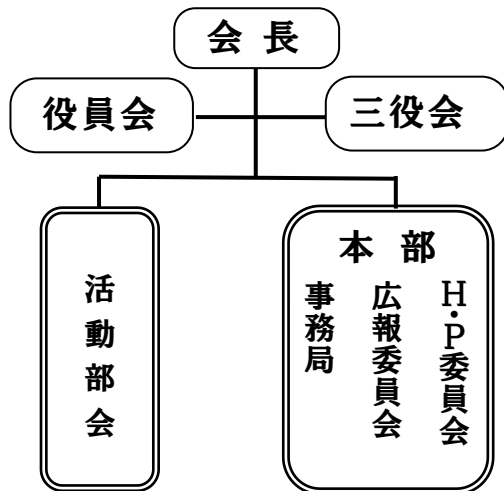 会長
役員会
三役会
活動部会
本部
H・P委員会
広報委員会
事務局